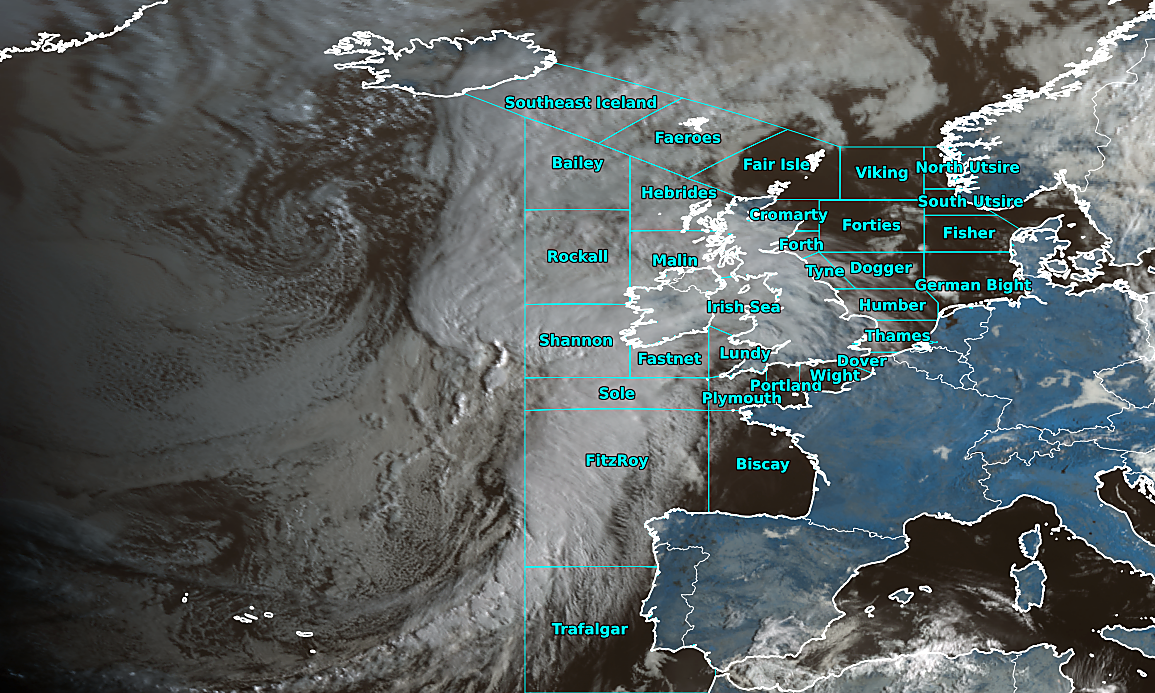 Southeast Iceland
Faeroes
Bailey
Fair Isle
North Utsire
Viking
Hebrides
South Utsire
Cromarty
Forties
Fisher
Forth
Rockall
Malin
Tyne
Dogger
German Bight
Irish Sea
Humber
Thames
Shannon
Fastnet
Lundy
Dover
Wight
Portland
Sole
Plymouth
FitzRoy
Biscay
Trafalgar